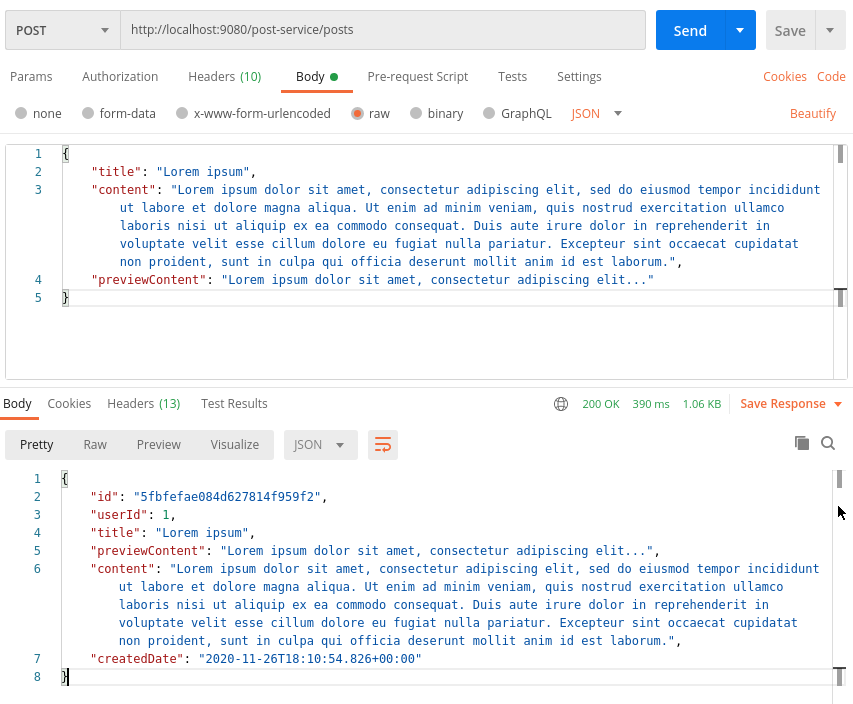 POST http://localhost:9080/post-service/posts Send Save
Params Authorization Headers (10) Body Pre-request Script Tests Settings Cookies Code
none form-data x-www-form-urlencoded raw binary GraphQL JSON Beautify
1 {
2 "title": "Lorem ipsum",
3 "content": "Lorem ipsum dolor sit amet, consectetur adipiscing elit, sed do eiusmod tempor incididunt
ut labore et dolore magna aliqua. Ut enim ad minim veniam, quis nostrud exercitation ullamco
laboris nisi ut aliquip ex ea commodo consequat. Duis aute irure dolor in reprehenderit in
voluptate velit esse cillum dolore eu fugiat nulla pariatur. Excepteur sint occaecat cupidatat
non proident, sunt in culpa qui officia deserunt mollit anim id est laborum.",
4 "previewContent": "Lorem ipsum dolor sit amet, consectetur adipiscing elit..."
5 }
Body Cookies Headers (13) Test Results 200 OK 390 ms 1.06 KB Save Response
Pretty Raw Preview Visualize JSON
1 {
2 "id": "5fbfefae084d627814f959f2",
3 "userId": 1,
4 "title": "Lorem ipsum",
5 "previewContent": "Lorem ipsum dolor sit amet, consectetur adipiscing elit...",
6 "content": "Lorem ipsum dolor sit amet, consectetur adipiscing elit, sed do eiusmod tempor incididunt
ut labore et dolore magna aliqua. Ut enim ad minim veniam, quis nostrud exercitation ullamco
laboris nisi ut aliquip ex ea commodo consequat. Duis aute irure dolor in reprehenderit in
voluptate velit esse cillum dolore eu fugiat nulla pariatur. Excepteur sint occaecat cupidatat
non proident, sunt in culpa qui officia deserunt mollit anim id est laborum.",
7 "createdDate": "2020-11-26T18:10:54.826+00:00"
8 }